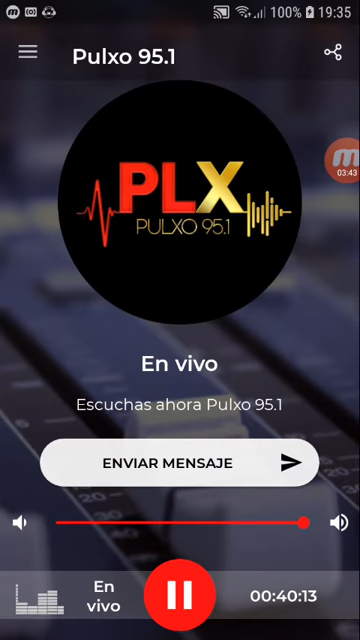 100% 19:35
Pulxo 95.1
03:43
PLX
PULXO 95.1
En vivo
Escuchas ahora Pulxo 95.1
ENVIAR MENSAJE
En
vivo
00:40:13